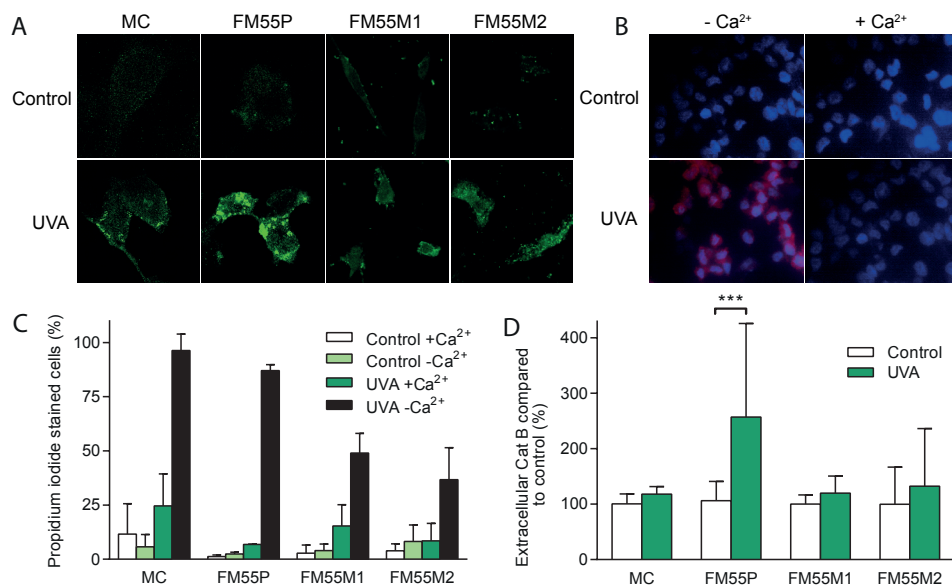 A
MC FM55P FM55M1 FM55M2
Control
UVA
B
- Ca²⁺ + Ca²⁺
Control
UVA
C
Propidium iodide stained cells (%)
100
75
50
25
0
Control +Ca²⁺
Control -Ca²⁺
UVA +Ca²⁺
UVA -Ca²⁺
MC FM55P FM55M1 FM55M2
D
Extracellular Cat B compared
to control (%)
400
300
200
100
0
***
Control
UVA
MC FM55P FM55M1 FM55M2